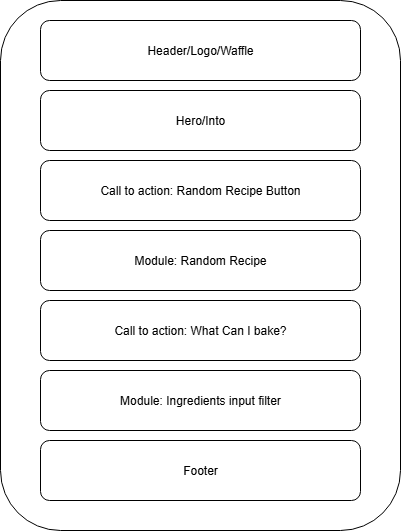 Header/Logo/Waffle
Hero/Into
Call to action: Random Recipe Button
Module: Random Recipe
Call to action: What Can I bake?
Module: Ingredients input filter
Footer